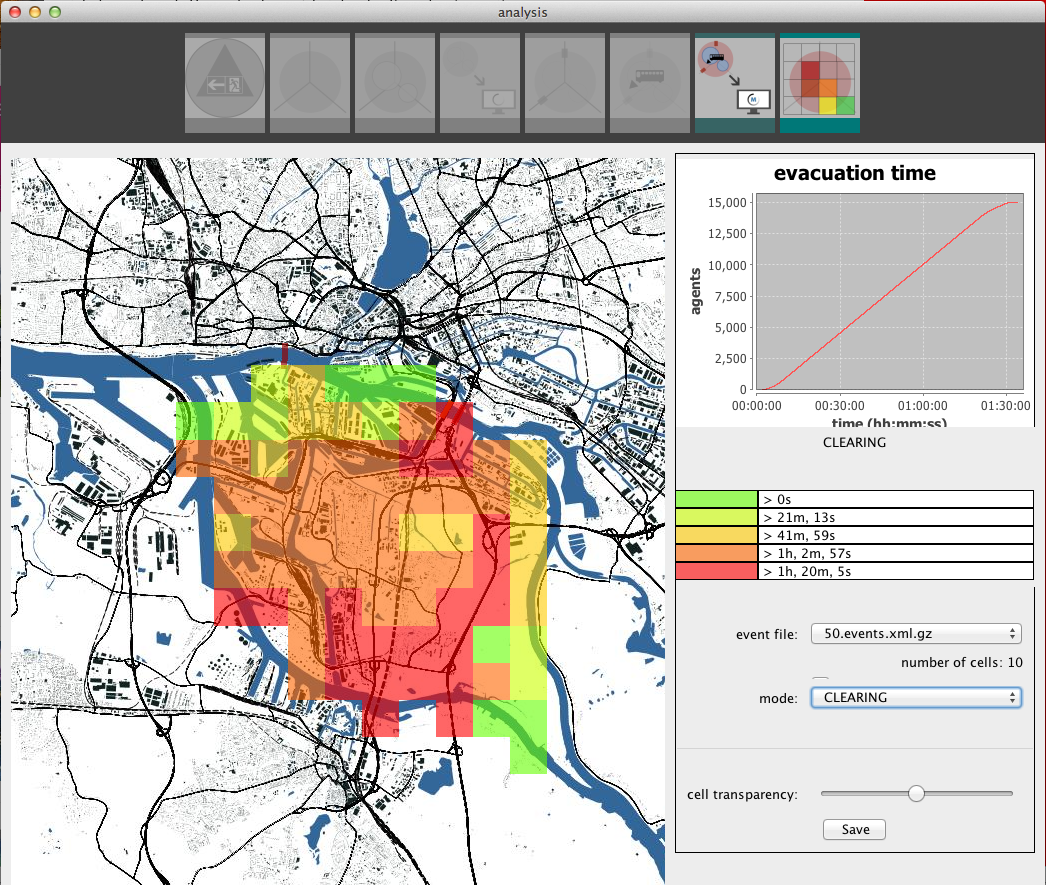 analysis
M
evacuation time
agents
15,000
12,500
10,000
7,500
5,000
2,500
0
00:00:00 00:30:00 01:00:00 01:30:00
time (hh:mm:ss)
CLEARING
> 0s
> 21m, 13s
> 41m, 59s
> 1h, 2m, 57s
> 1h, 20m, 5s
event file: 50.events.xml.gz
number of cells: 10
mode: CLEARING
cell transparency:
Save